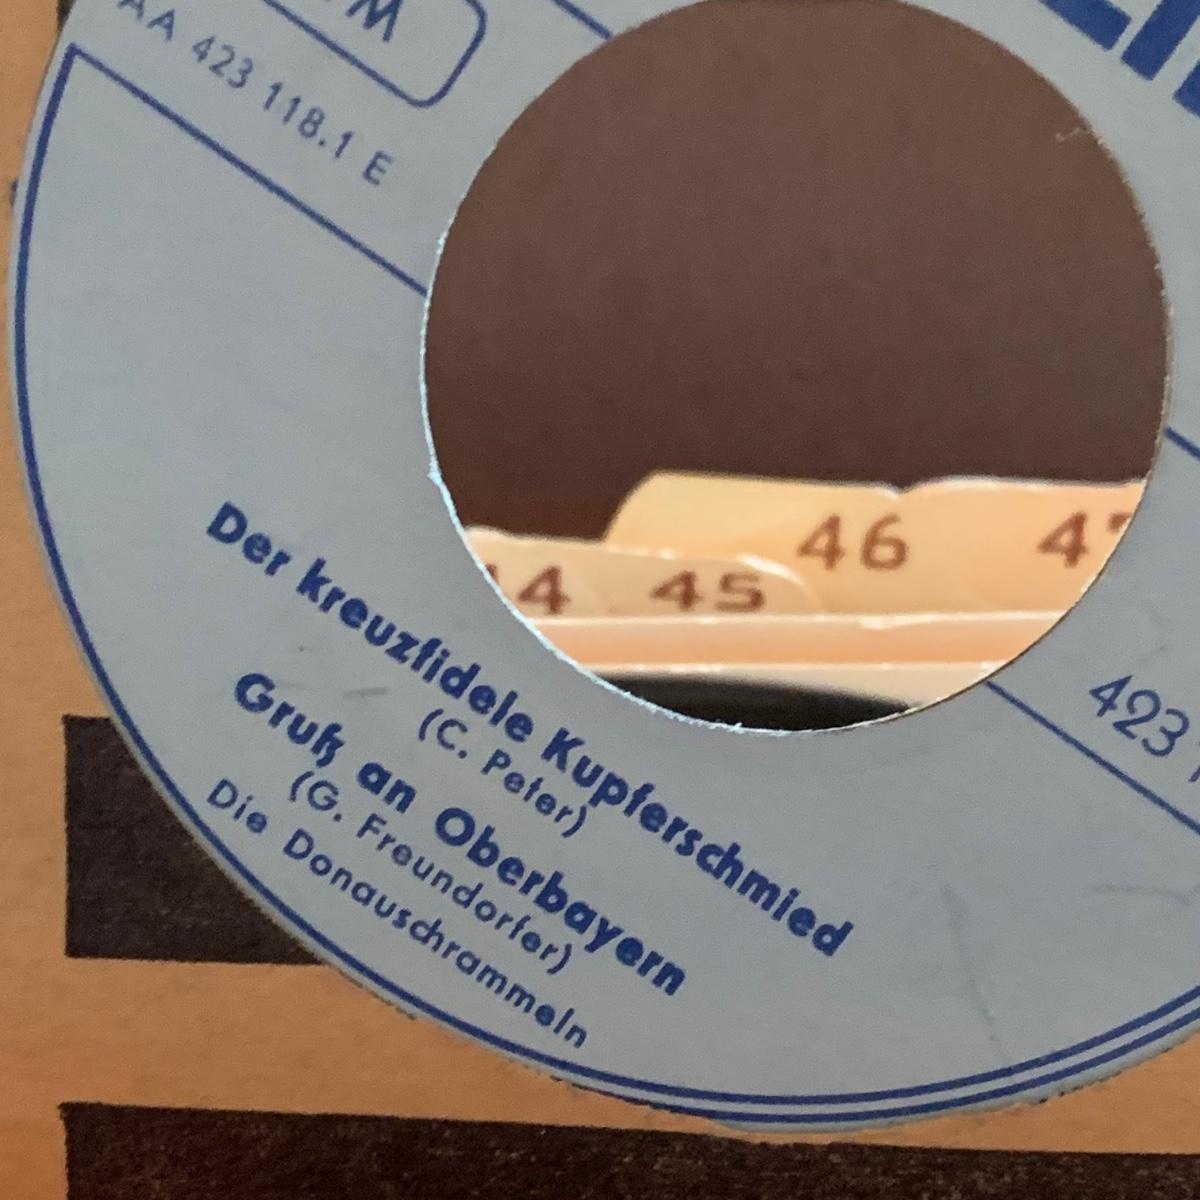 AA 423 118.1 E
46
45
423
Der kreuzfidele Kupferschmied
(C. Peter)
Gruß an Oberbayern
(G. Freundorfer)
Die Donauschrammeln